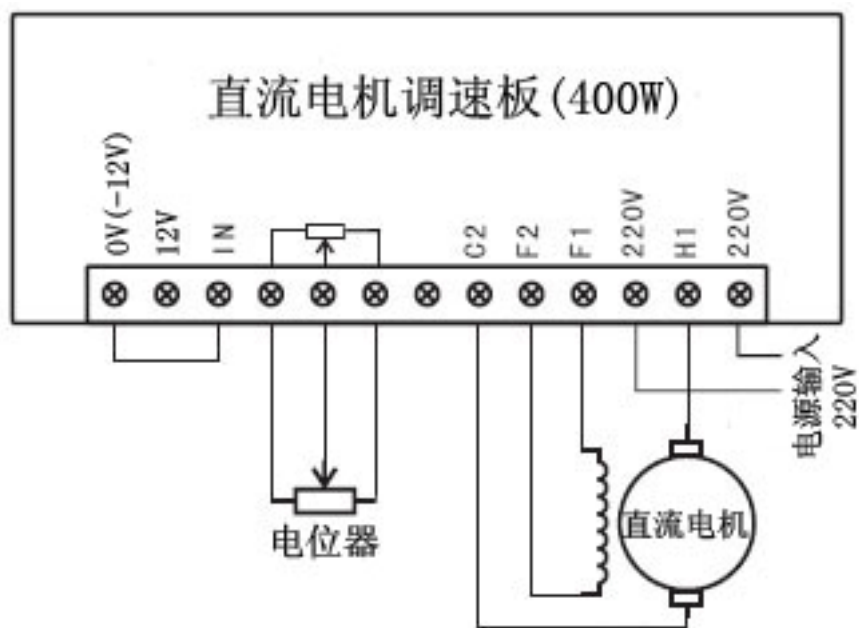 直流电机调速板(400W)
0V(-12V)
12V
IN
C2
F2
F1
220V
H1
220V
电源输入
220V
电位器
直流电机